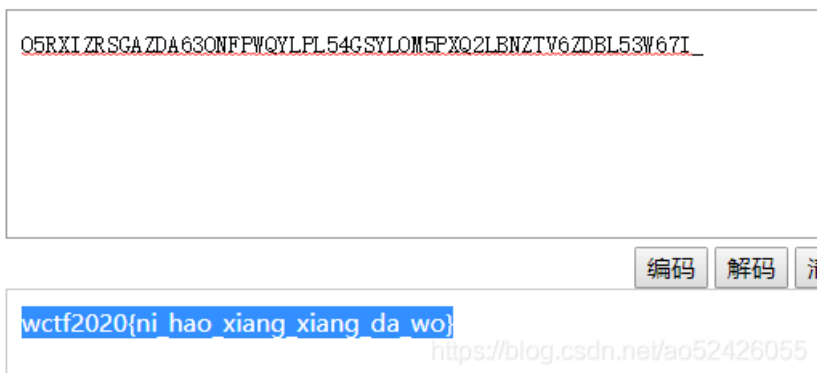 O5RXIZRSGAZDA63ONFPWQYLPL54GSYLOM5PXQ2LBNZTV6ZDBL53W67I_
编码 解码
wctf2020{ni_hao_xiang_xiang_da_wo}
https://blog.csdn.net/ao52426055